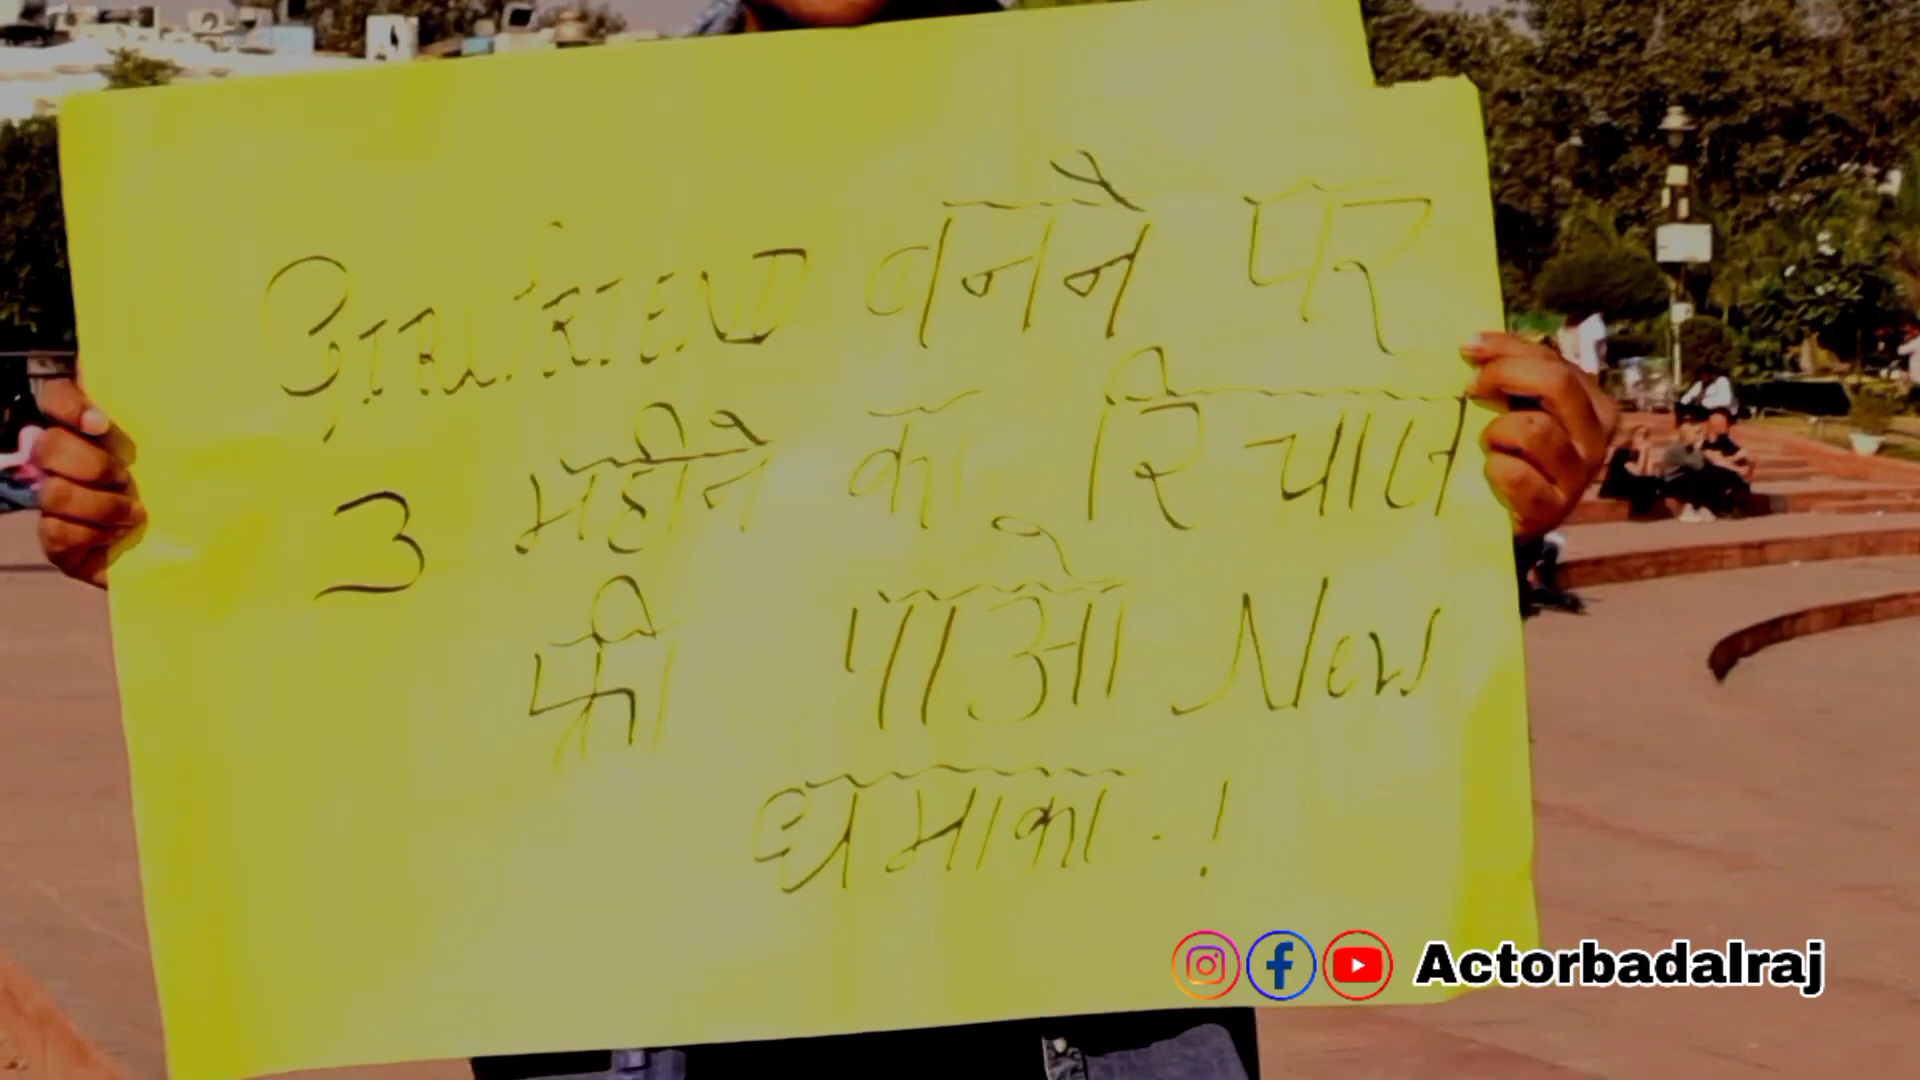 GIRLFRIEND बनने पर
3 महीने का रिचार्ज
फ्री पाओ New
धमाका.!
Actorbadalraj